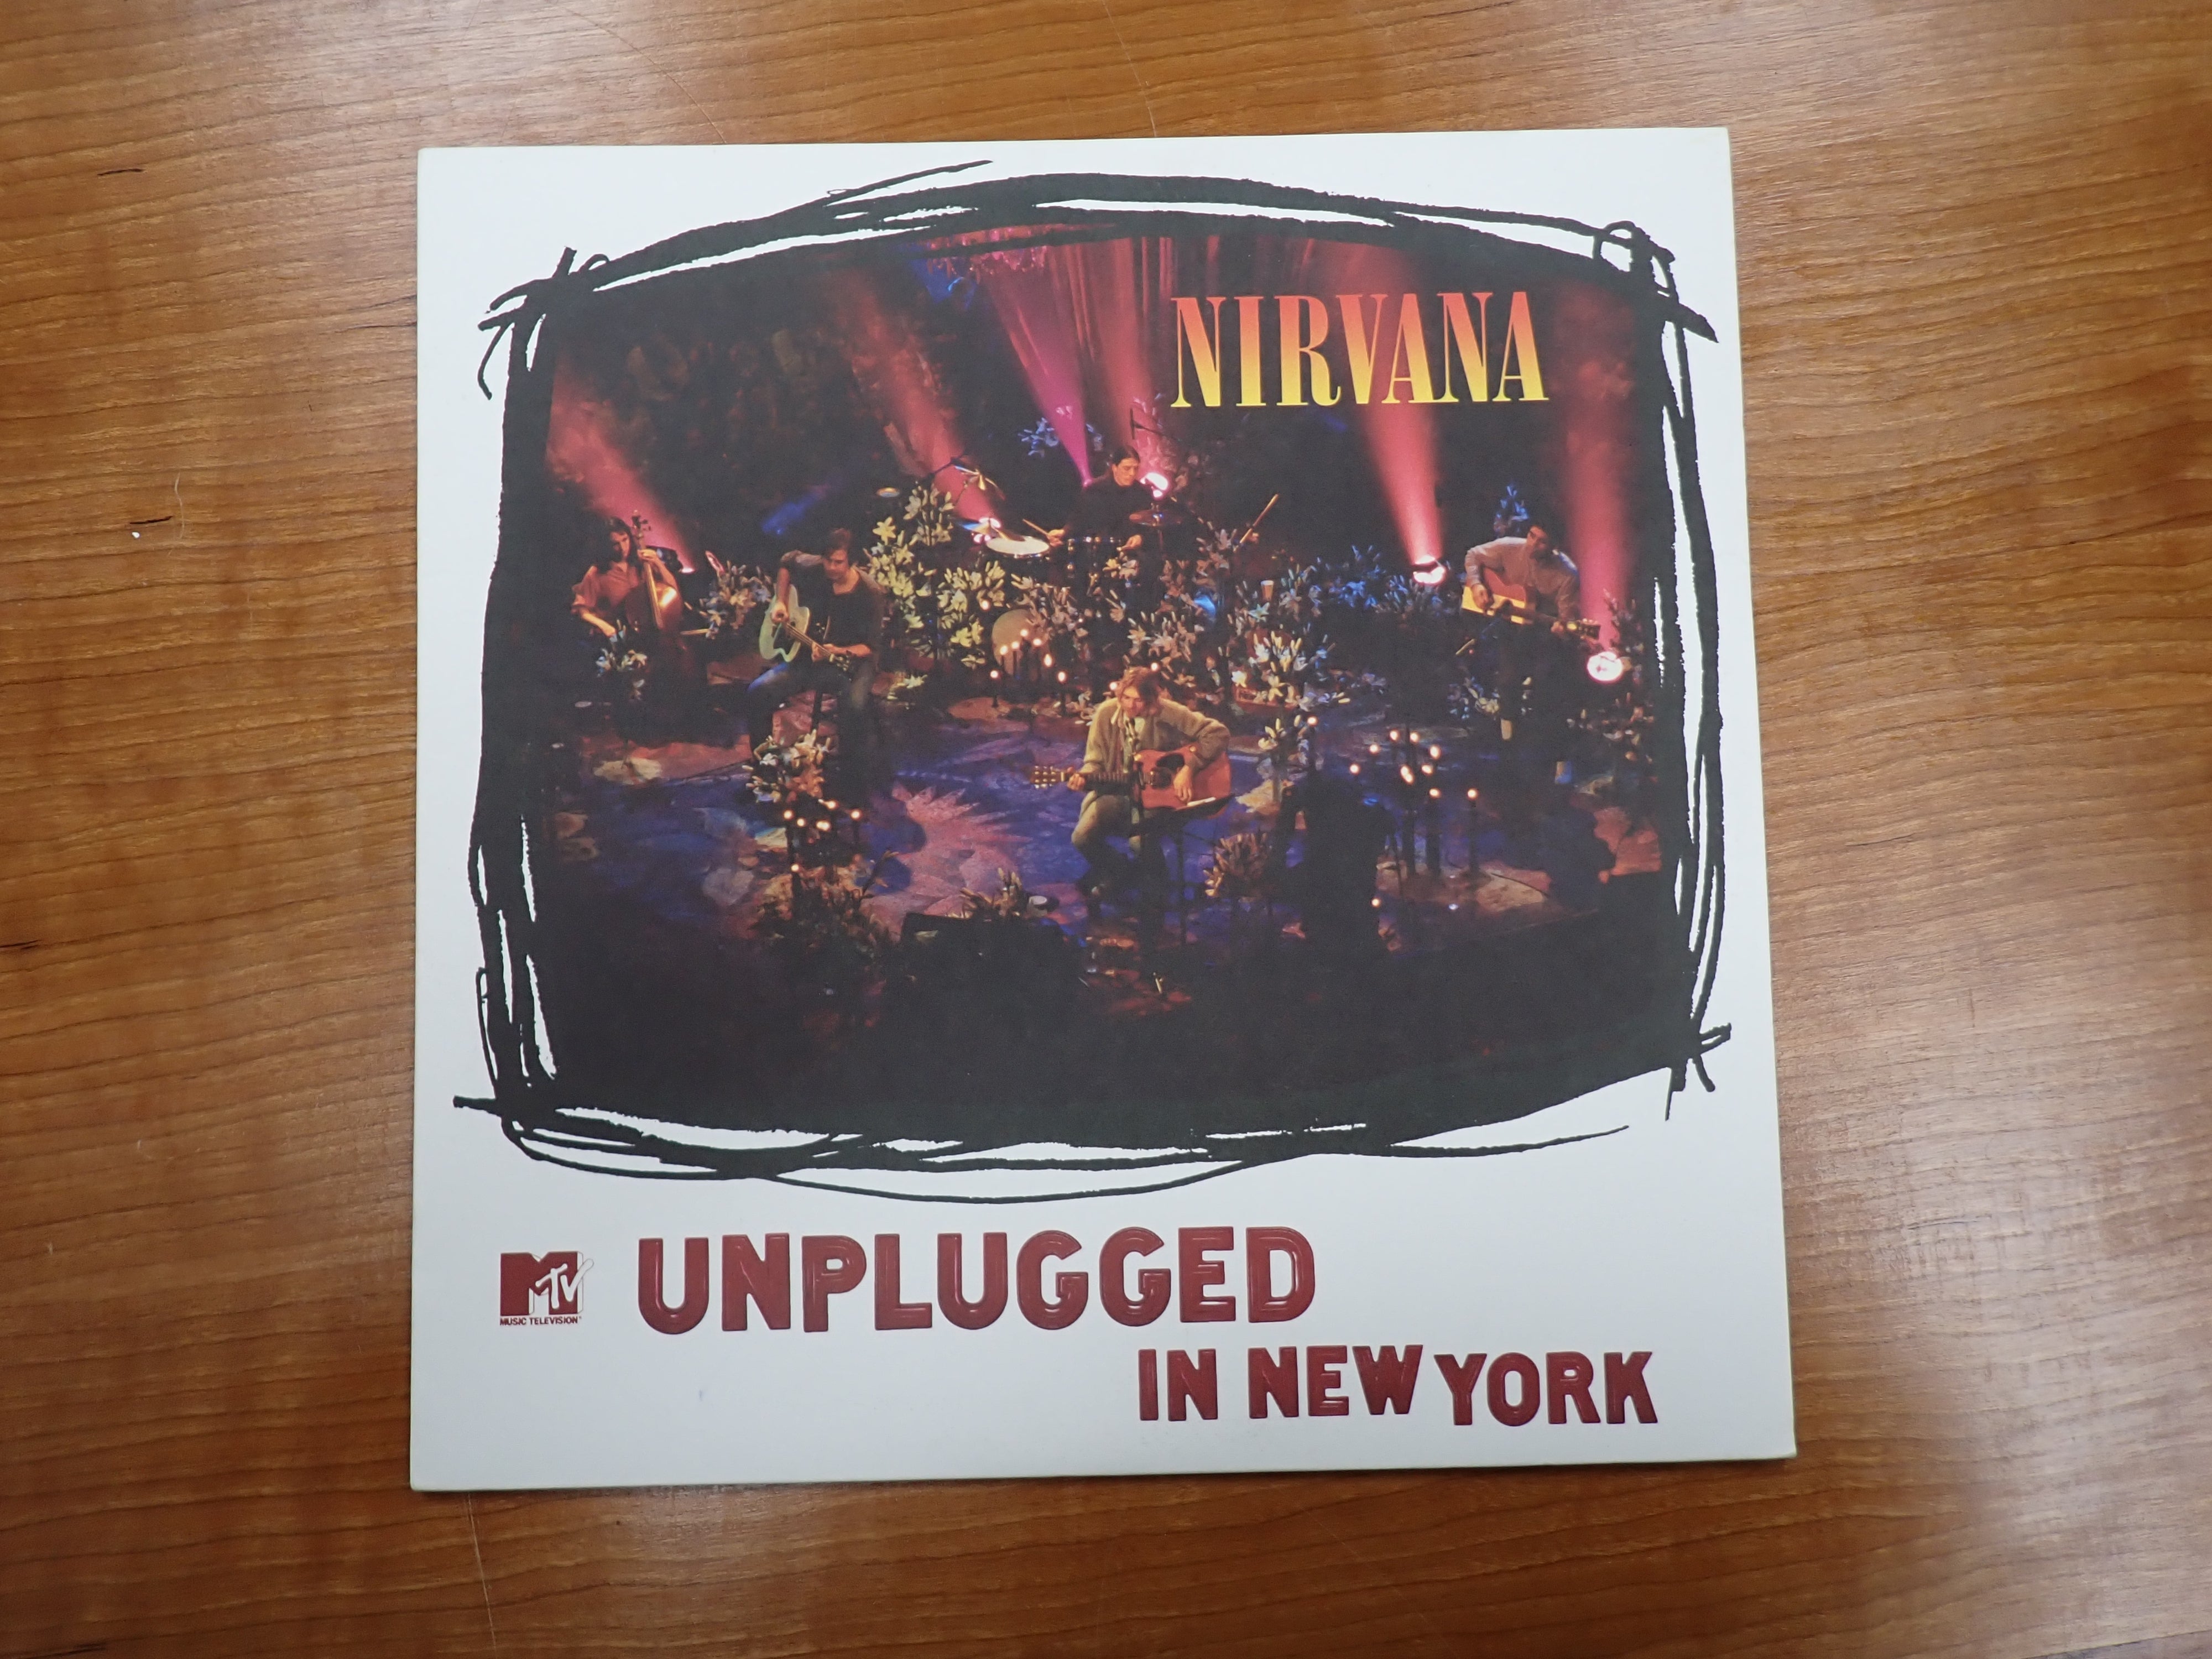 NIRVANA
MTV
MUSIC TELEVISION®
UNPLUGGED
IN NEW YORK